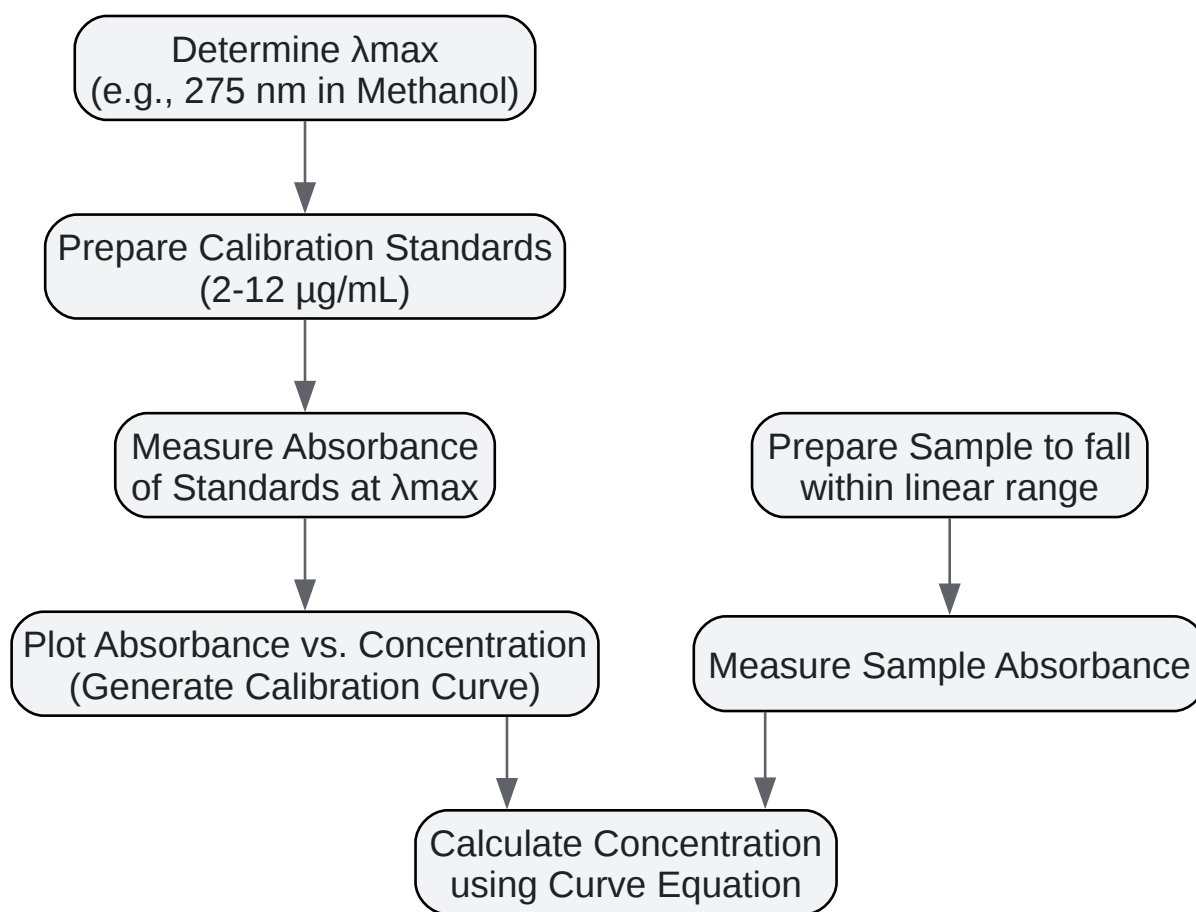 Determine λmax
(e.g., 275 nm in Methanol)
Prepare Calibration Standards
(2-12 µg/mL)
Measure Absorbance
of Standards at λmax
Prepare Sample to fall
within linear range
Plot Absorbance vs. Concentration
(Generate Calibration Curve)
Measure Sample Absorbance
Calculate Concentration
using Curve Equation